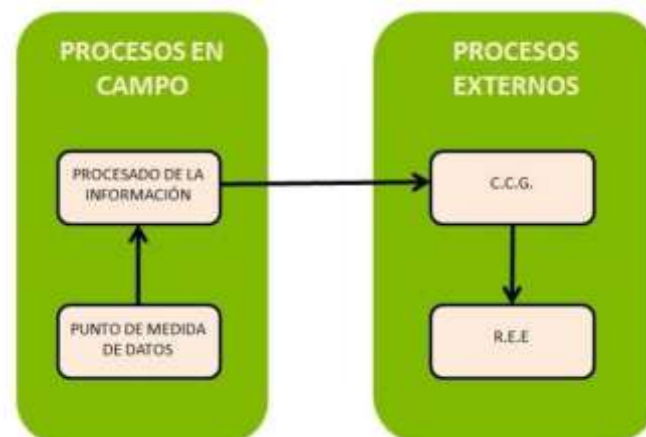 PROCESOS EN
CAMPO
PROCESADO DE LA
INFORMACIÓN
PUNTO DE MEDIDA
DE DATOS
PROCESOS
EXTERNOS
C.C.G.
R.E.E